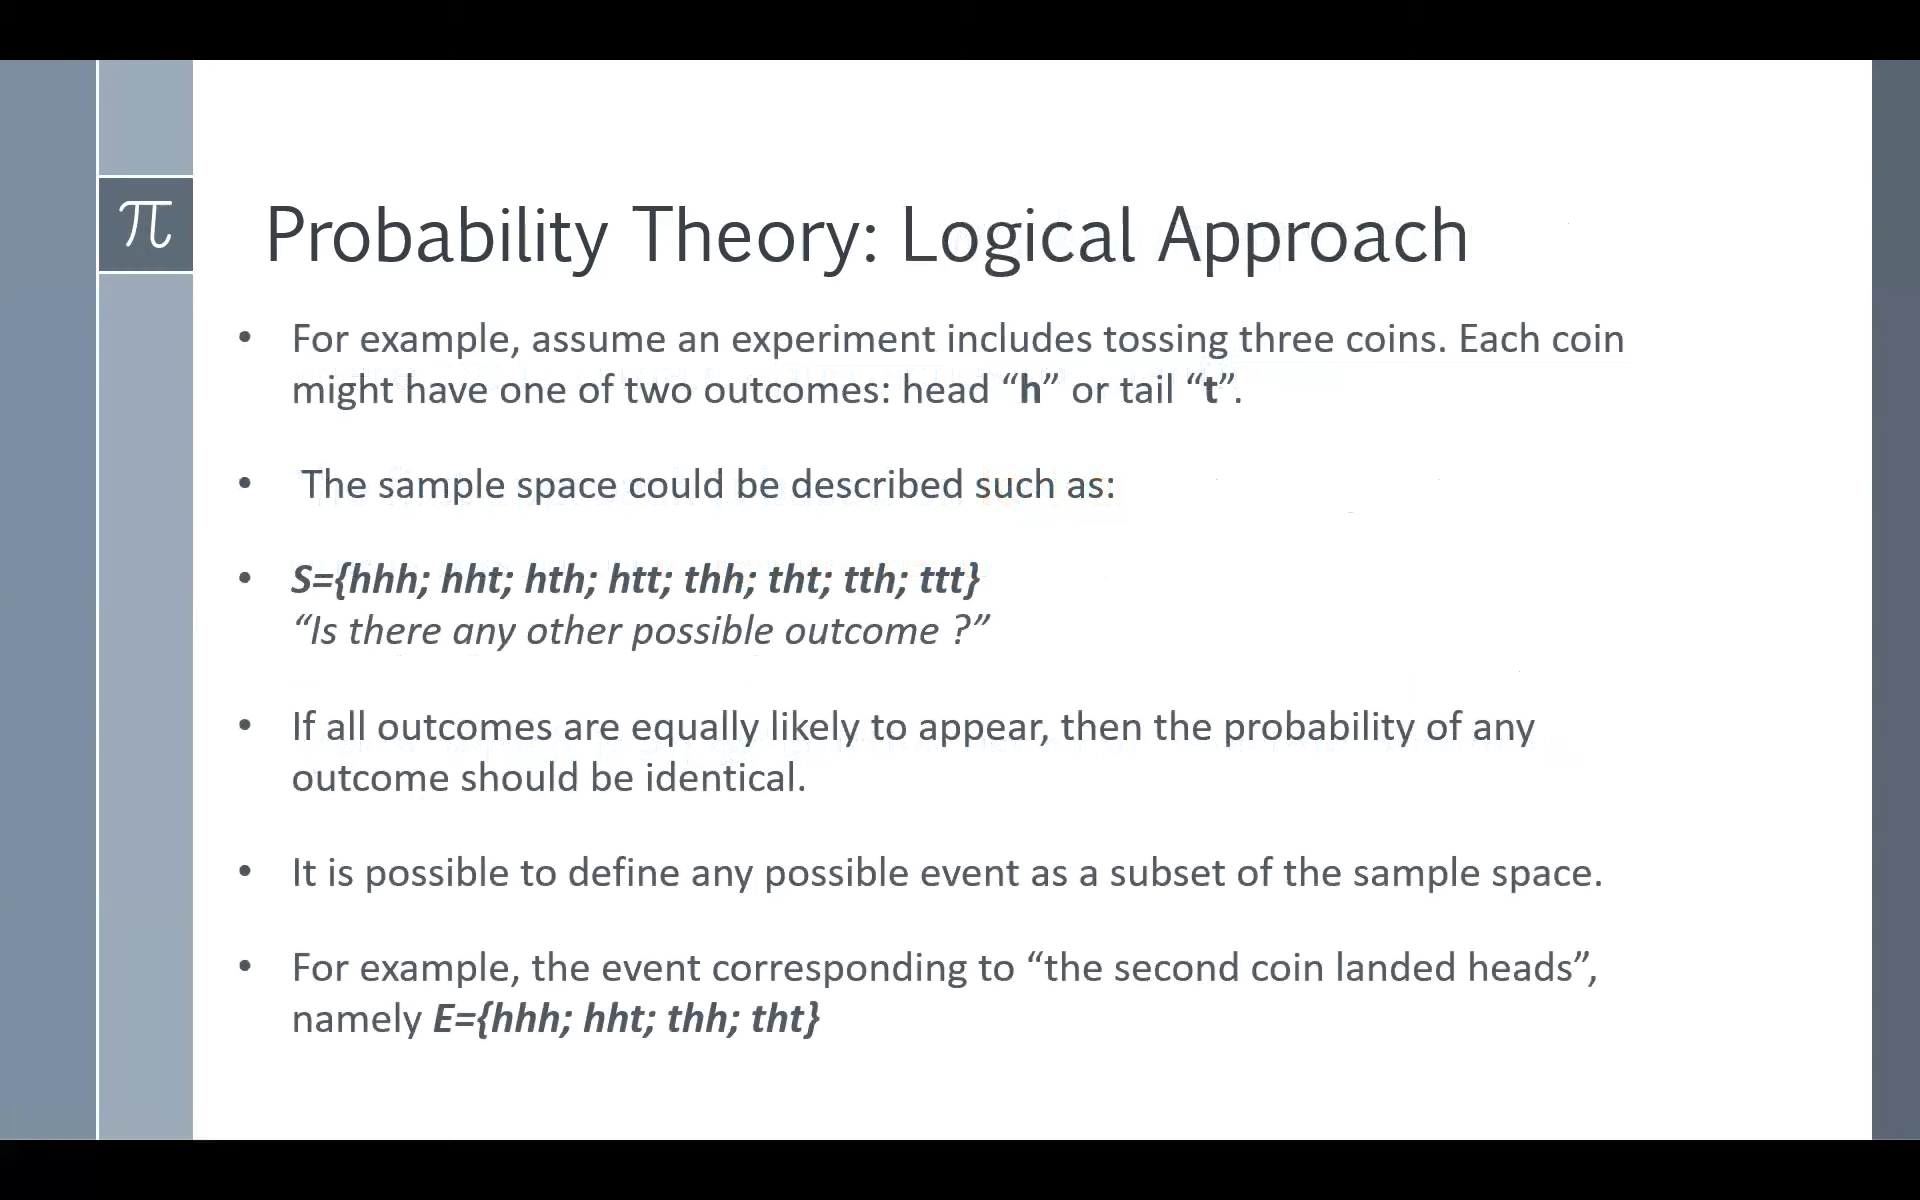 π
Probability Theory: Logical Approach
• For example, assume an experiment includes tossing three coins. Each coin
might have one of two outcomes: head “h” or tail “t”.
• The sample space could be described such as:
• S={hhh; hht; hth; htt; thh; tht; tth; ttt}
“Is there any other possible outcome ?”
• If all outcomes are equally likely to appear, then the probability of any
outcome should be identical.
• It is possible to define any possible event as a subset of the sample space.
• For example, the event corresponding to “the second coin landed heads”,
namely E={hhh; hht; thh; tht}